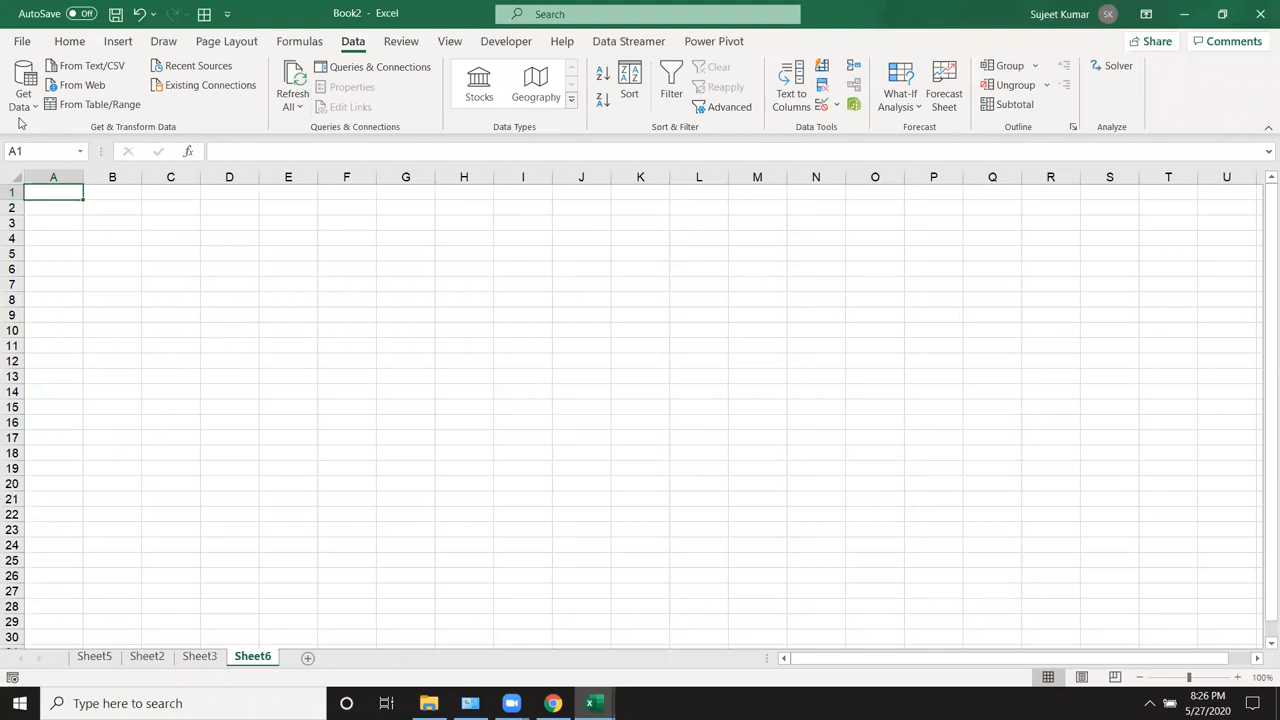 AutoSave Off Book2 - Excel Search Sujeet Kumar SK
File Home Insert Draw Page Layout Formulas Data Review View Developer Help Data Streamer Power Pivot Share Comments
Get Data
From Text/CSV
From Web
From Table/Range
Recent Sources
Existing Connections
Get & Transform Data
Refresh All
Queries & Connections
Properties
Edit Links
Queries & Connections
Stocks Geography
Data Types
Sort
Filter
Clear
Reapply
Advanced
Sort & Filter
Text to Columns
Data Tools
What-If Analysis
Forecast Sheet
Forecast
Group
Ungroup
Subtotal
Outline
Solver
Analyze
A1 fx
A B C D E F G H I J K L M N O P Q R S T U
1
2
3
4
5
6
7
8
9
10
11
12
13
14
15
16
17
18
19
20
21
22
23
24
25
26
27
28
29
30
Sheet5 Sheet2 Sheet3 Sheet6
100%
Type here to search
8:26 PM
5/27/2020